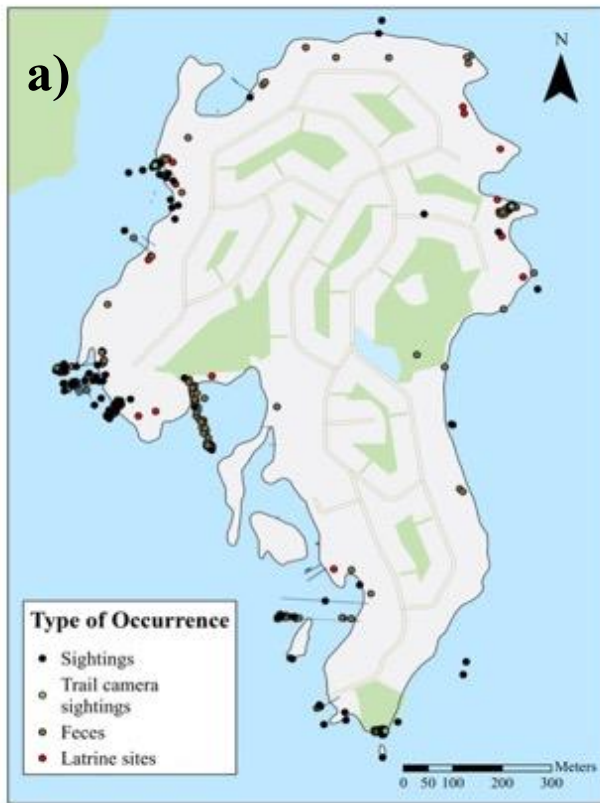 a)
N
Type of Occurrence
Sightings
Trail camera
sightings
Feces
Latrine sites
Meters
0 50 100 200 300